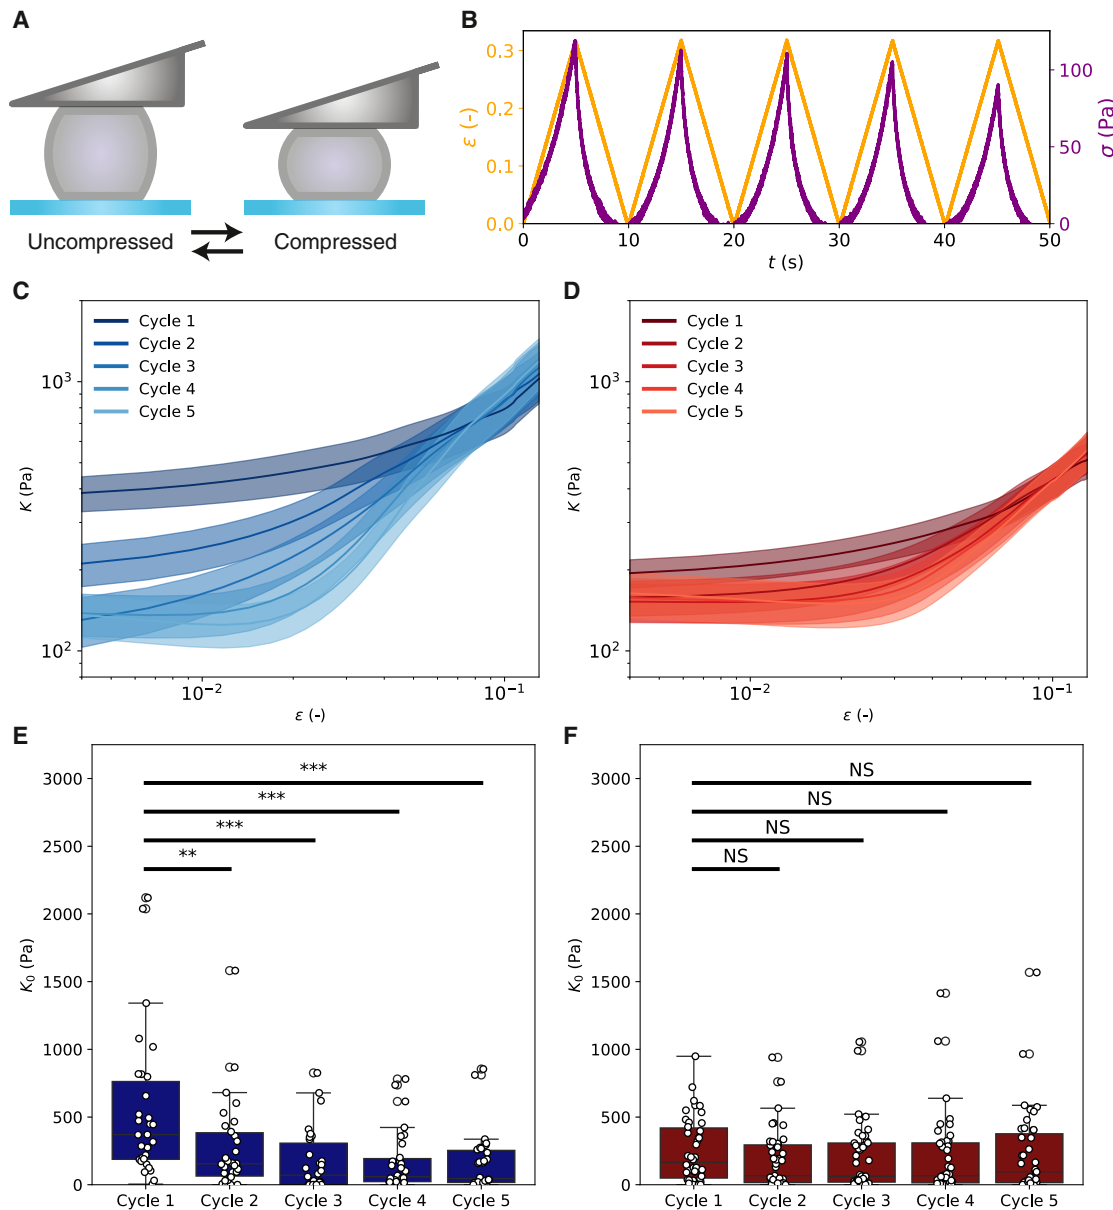 A
Uncompressed
Compressed
B
ε (-)
0.3
0.2
0.1
0.0
0
10
20
30
40
50
t (s)
100
50
0
σ (Pa)
C
Cycle 1
Cycle 2
Cycle 3
Cycle 4
Cycle 5
K (Pa)
10³
10²
10⁻²
10⁻¹
ε (-)
D
Cycle 1
Cycle 2
Cycle 3
Cycle 4
Cycle 5
K (Pa)
10³
10²
10⁻²
10⁻¹
ε (-)
E
***
***
***
**
K₀ (Pa)
3000
2500
2000
1500
1000
500
0
Cycle 1 Cycle 2 Cycle 3 Cycle 4 Cycle 5
F
NS
NS
NS
NS
K₀ (Pa)
3000
2500
2000
1500
1000
500
0
Cycle 1 Cycle 2 Cycle 3 Cycle 4 Cycle 5